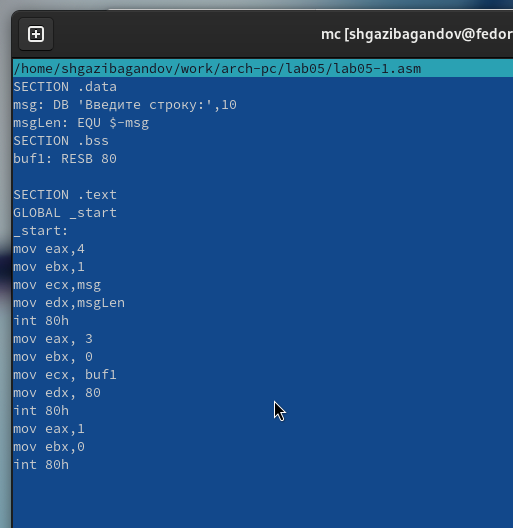 mc [shgazibagandov@fedor
/home/shgazibagandov/work/arch-pc/lab05/lab05-1.asm
SECTION .data
msg: DB 'Введите строку:',10
msgLen: EQU $-msg
SECTION .bss
buf1: RESB 80
SECTION .text
GLOBAL _start
_start:
mov eax,4
mov ebx,1
mov ecx,msg
mov edx,msgLen
int 80h
mov eax, 3
mov ebx, 0
mov ecx, buf1
mov edx, 80
int 80h
mov eax,1
mov ebx,0
int 80h